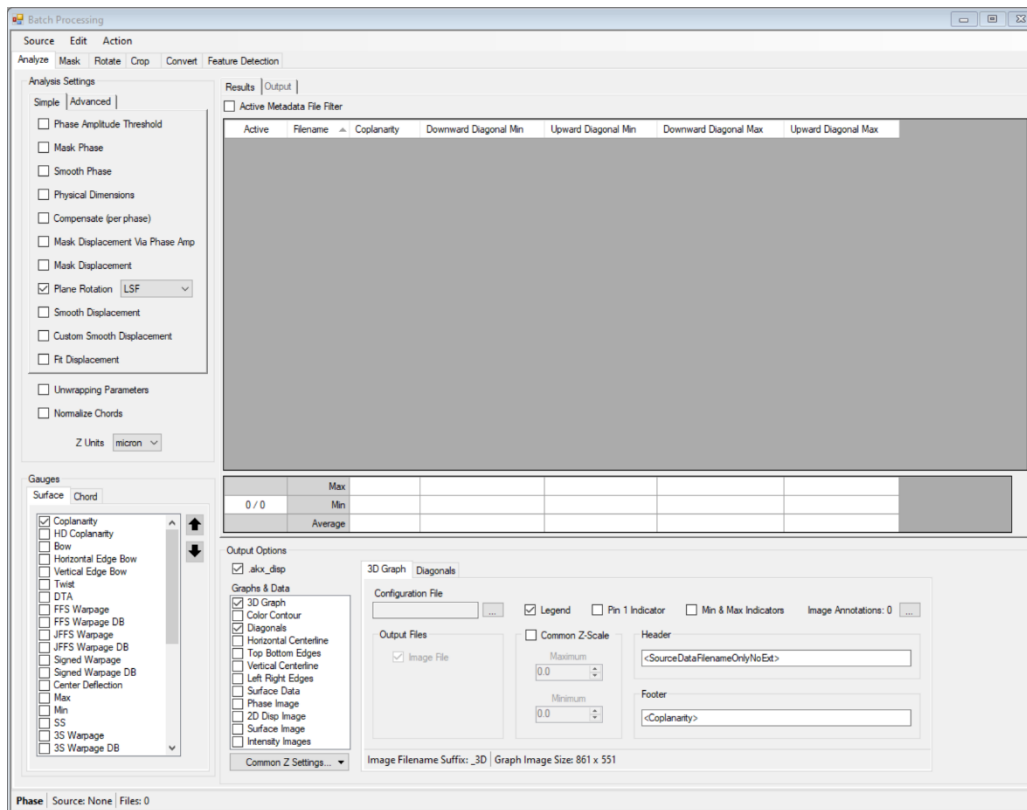 Batch Processing
Source Edit Action
Analyze Mask Rotate Crop Convert Feature Detection
Analysis Settings
Simple Advanced
Phase Amplitude Threshold
Mask Phase
Smooth Phase
Physical Dimensions
Compensate (per phase)
Mask Displacement Via Phase Amp
Mask Displacement
Plane Rotation LSF
Smooth Displacement
Custom Smooth Displacement
Fit Displacement
Unwrapping Parameters
Normalize Chords
Z Units micron
Results Output
Active Metadata File Filter
Active Filename Coplanarity Downward Diagonal Min Upward Diagonal Min Downward Diagonal Max Upward Diagonal Max
Max
0 / 0 Min
Average
Gauges
Surface Chord
Coplanarity
HD Coplanarity
Bow
Horizontal Edge Bow
Vertical Edge Bow
Twist
DTA
FFS Warpage
FFS Warpage DB
JFFS Warpage
JFFS Warpage DB
Signed Warpage
Signed Warpage DB
Center Deflection
Max
Min
SS
3S Warpage
3S Warpage DB
Output Options
.akx_disp
Graphs & Data
3D Graph
Color Contour
Diagonals
Horizontal Centerline
Top Bottom Edges
Vertical Centerline
Left Right Edges
Surface Data
Phase Image
2D Disp Image
Surface Image
Intensity Images
Common Z Settings...
3D Graph Diagonals
Configuration File
... Legend Pin 1 Indicator Min & Max Indicators Image Annotations: 0 ...
Output Files
Image File
Common Z-Scale
Maximum
0.0
Minimum
0.0
Header
<SourceDataFilenameOnlyNoExt>
Footer
<Coplanarity>
Image Filename Suffix: _3D Graph Image Size: 861 x 551
Phase Source: None Files: 0